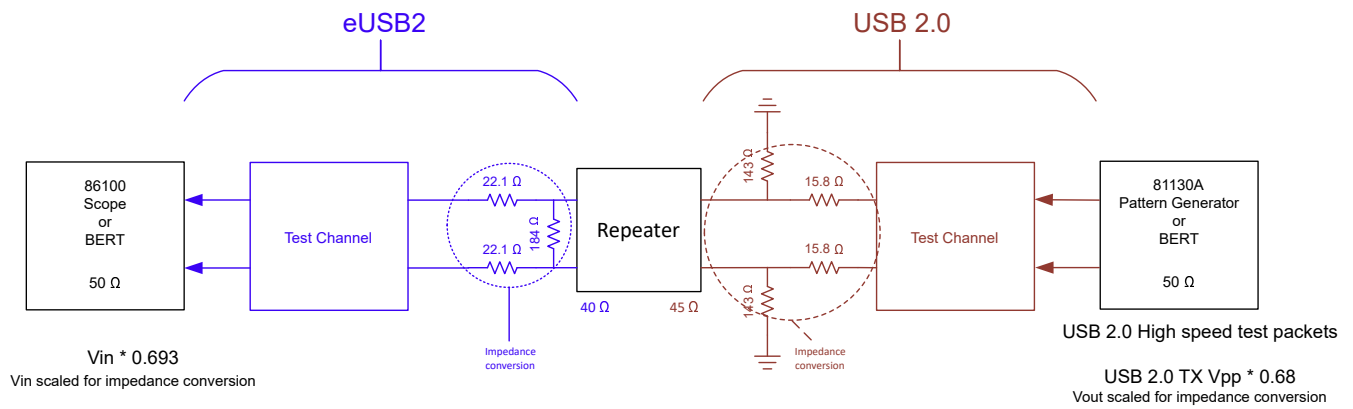 eUSB2
USB 2.0
86100
Scope
or
BERT
50 Ω
Test Channel
22.1 Ω
184 Ω
22.1 Ω
Impedance
conversion
Repeater
40 Ω
45 Ω
143 Ω
15.8 Ω
15.8 Ω
143 Ω
Impedance
conversion
Test Channel
81130A
Pattern Generator
or
BERT
50 Ω
Vin * 0.693
Vin scaled for impedance conversion
USB 2.0 High speed test packets
USB 2.0 TX Vpp * 0.68
Vout scaled for impedance conversion